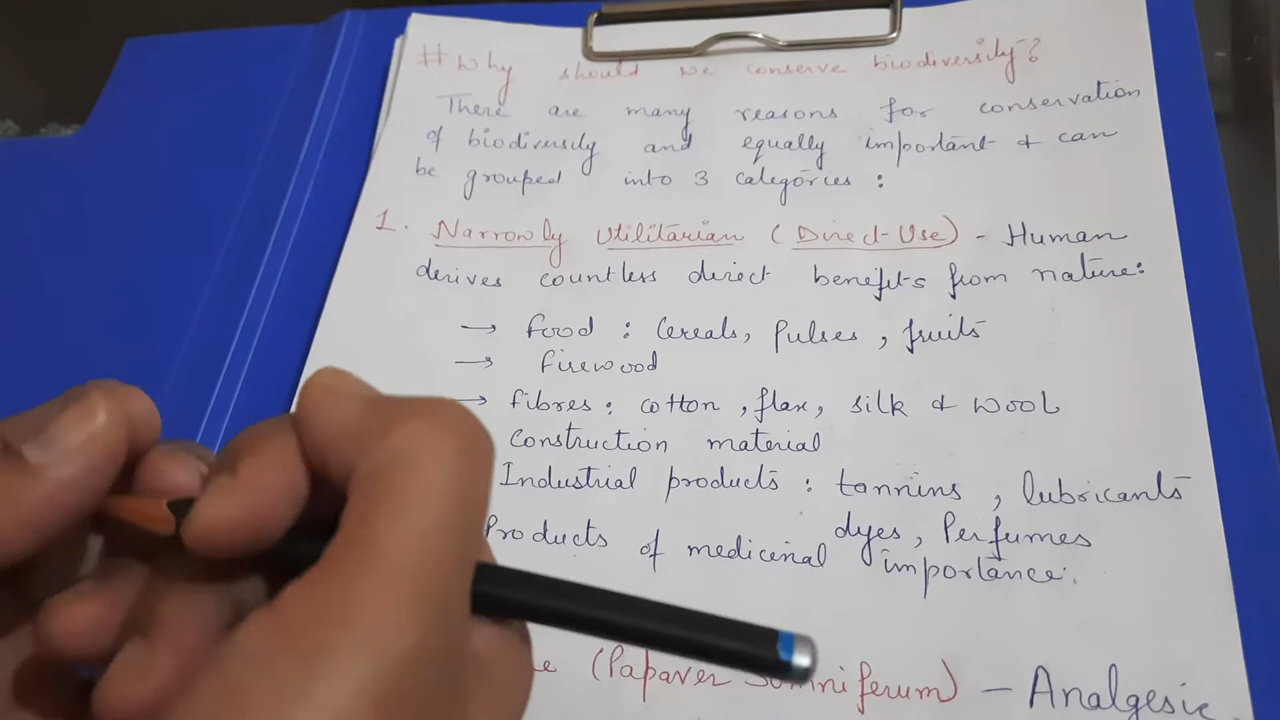 # Why should we conserve biodiversity?
There are many reasons for conservation
of biodiversity and equally important & can
be grouped into 3 categories :
1. Narrowly Utilitarian (Direct-Use) - Human
derives countless direct benefits from nature:
→ food : Cereals, Pulses, fruits
→ firewood
→ fibres : cotton, flax, silk & wool
Construction material
Industrial products : tannins, lubricants
dyes, Perfumes
Products of medicinal importance.
(Papaver Somniferum) - Analgesic